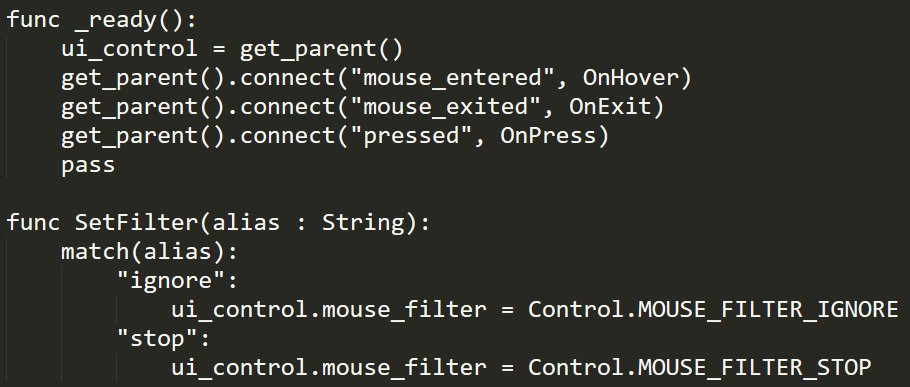 func _ready():
    ui_control = get_parent()
    get_parent().connect("mouse_entered", OnHover)
    get_parent().connect("mouse_exited", OnExit)
    get_parent().connect("pressed", OnPress)
    pass

func SetFilter(alias : String):
    match(alias):
        "ignore":
            ui_control.mouse_filter = Control.MOUSE_FILTER_IGNORE
        "stop":
            ui_control.mouse_filter = Control.MOUSE_FILTER_STOP